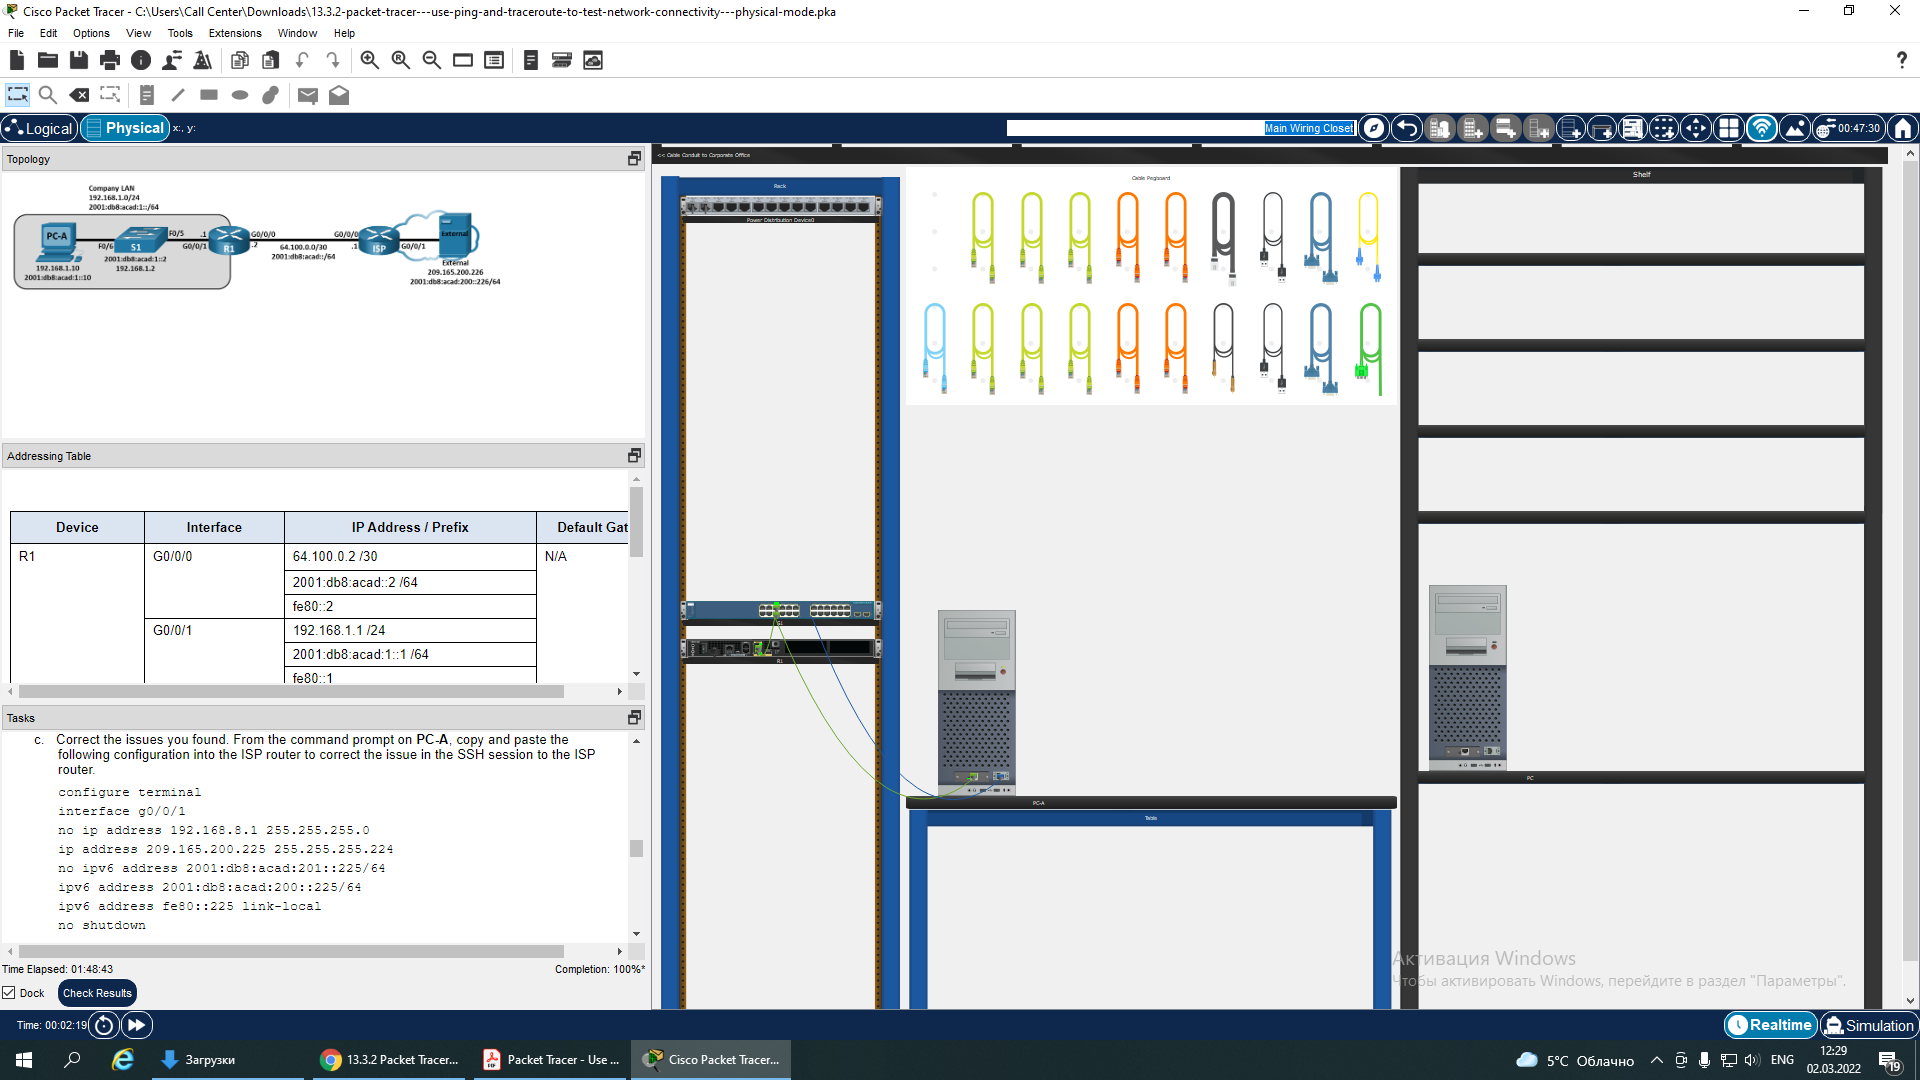 Cisco Packet Tracer - C:\Users\Call Center\Downloads\13.3.2-packet-tracer---use-ping-and-traceroute-to-test-network-connectivity---physical-mode.pka
File Edit Options View Tools Extensions Window Help
Logical Physical x:, y: Main Wiring Closet 00:47:30
Topology
Company LAN
192.168.1.0/24
2001:db8:acad:1::/64
PC-A
F0/6
S1
F0/5
.1
G0/0/1
R1
G0/0/0
.2
64.100.0.0/30
2001:db8:acad::/64
G0/0/0
.1
ISP
G0/0/1
External
192.168.1.10
2001:db8:acad:1::10
2001:db8:acad:1::2
192.168.1.2
External
209.165.200.226
2001:db8:acad:200::226/64
Addressing Table
Device Interface IP Address / Prefix Default Gat
R1 G0/0/0 64.100.0.2 /30 N/A
2001:db8:acad::2 /64
fe80::2
G0/0/1 192.168.1.1 /24
2001:db8:acad:1::1 /64
fe80::1
Tasks
c. Correct the issues you found. From the command prompt on PC-A, copy and paste the
following configuration into the ISP router to correct the issue in the SSH session to the ISP
router.
configure terminal
interface g0/0/1
no ip address 192.168.8.1 255.255.255.0
ip address 209.165.200.225 255.255.255.224
no ipv6 address 2001:db8:acad:201::225/64
ipv6 address 2001:db8:acad:200::225/64
ipv6 address fe80::225 link-local
no shutdown
Time Elapsed: 01:48:43 Completion: 100%*
Dock Check Results
<< Cable Conduit to Corporate Office
Rack
Power Distribution Device0
S1
R1
Cable Pegboard
PC-A
Table
Shelf
PC
Активация Windows
Чтобы активировать Windows, перейдите в раздел "Параметры".
Time: 00:02:19 Realtime Simulation
Загрузки 13.3.2 Packet Tracer... Packet Tracer - Use ... Cisco Packet Tracer... 5°C Облачно ENG 12:29
02.03.2022 19